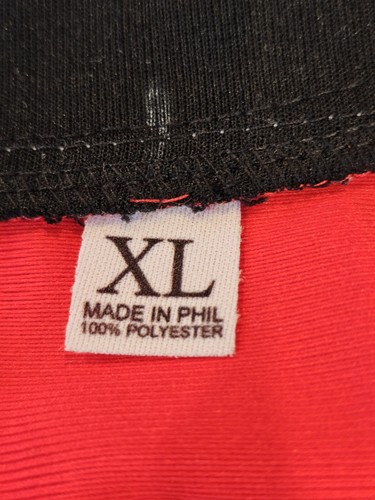 XL
MADE IN PHIL
100% POLYESTER